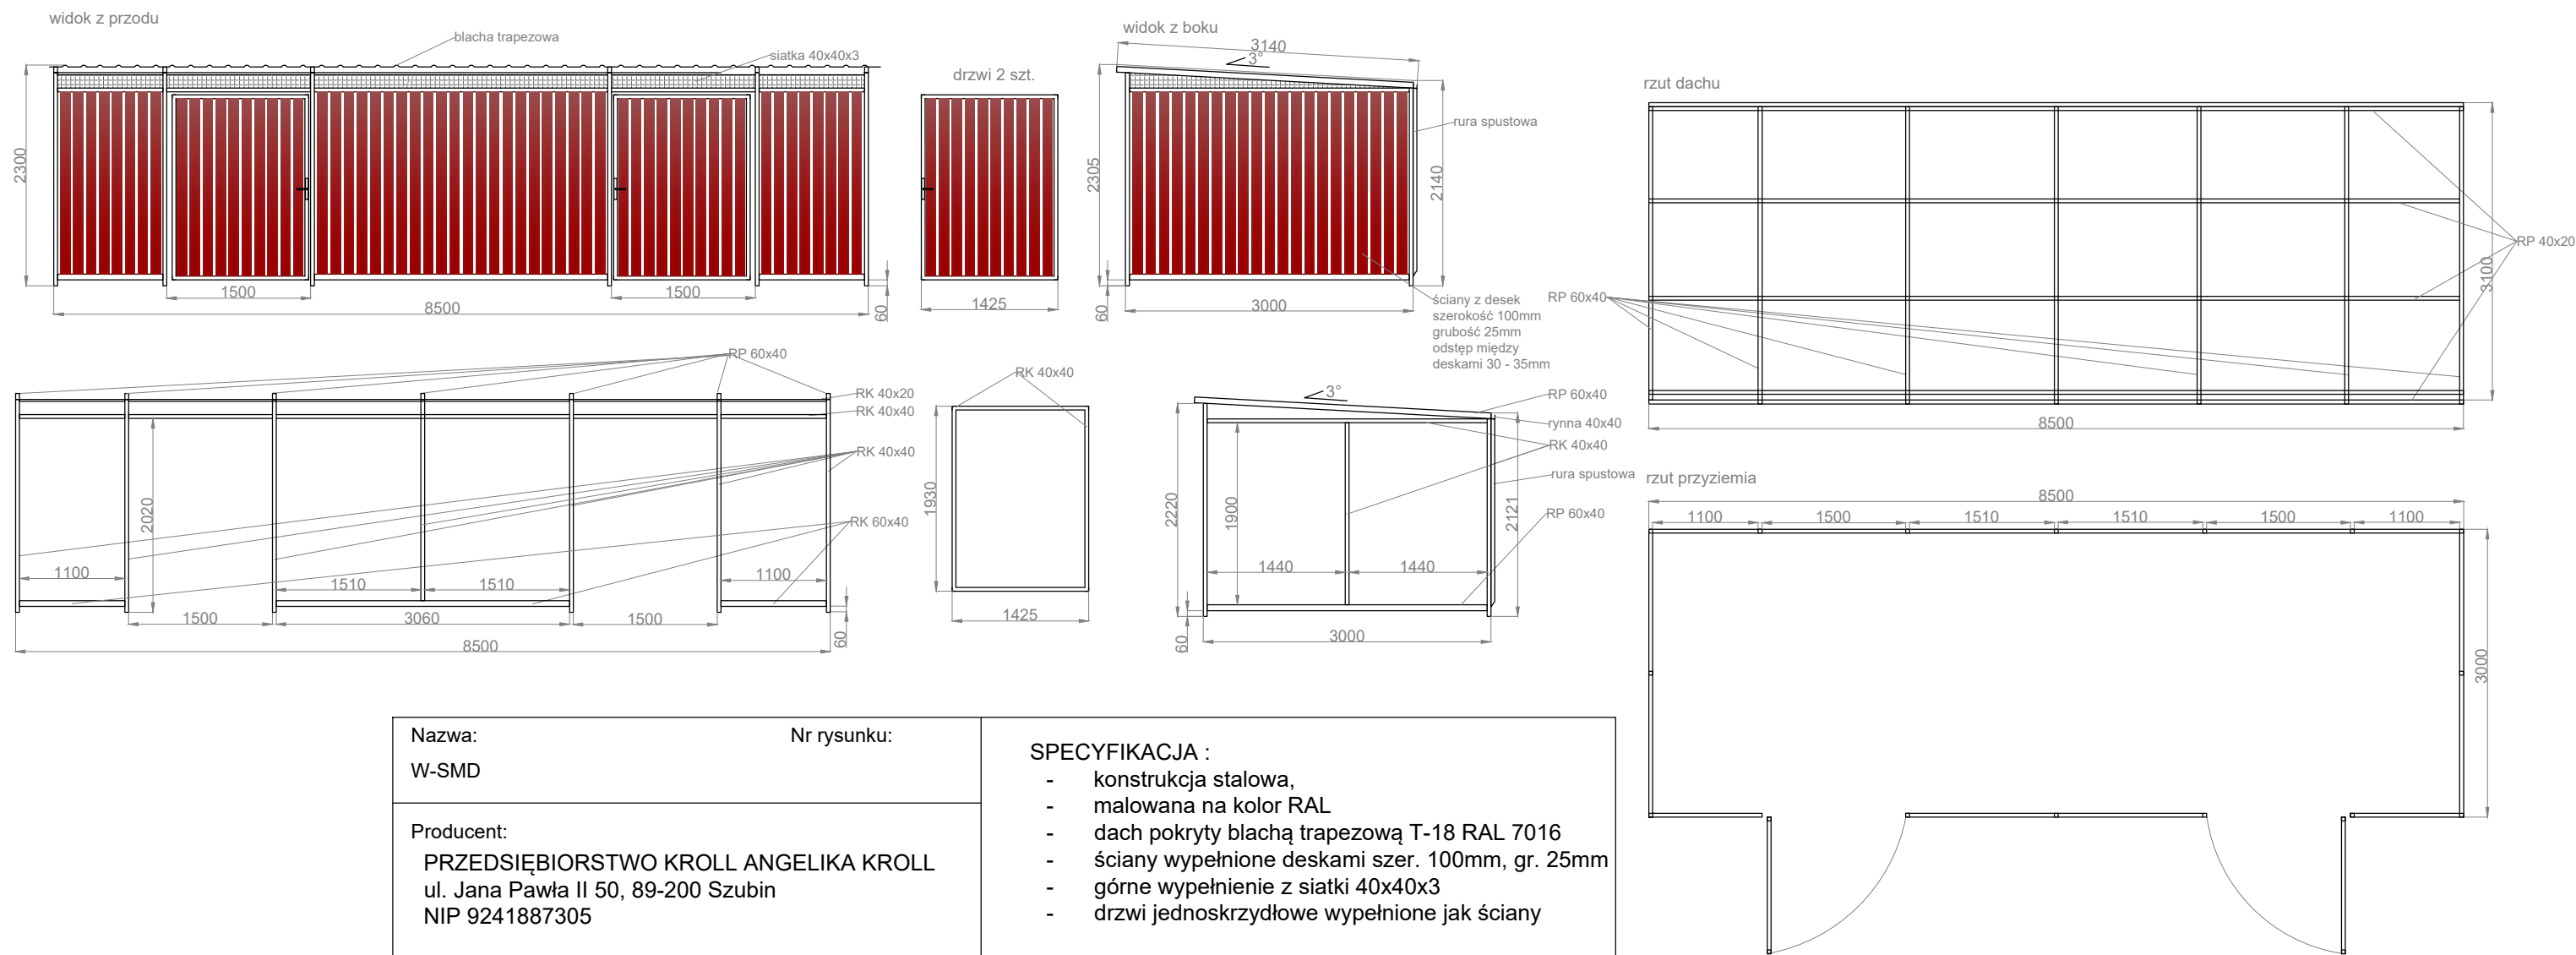 widok z przodu
blacha trapezowa
siatka 40x40x3
2300
1500
1500
8500
60
drzwi 2 szt.
1425
widok z boku
3140
3°
rura spustowa
2305
2140
60
3000
ściany z desek
szerokość 100mm
grubość 25mm
odstęp między
deskami 30 - 35mm
rzut dachu
RP 40x20
RP 60x40
3100
8500
RP 60x40
RK 40x20
RK 40x40
RK 40x40
RK 60x40
2020
1100
1510
1510
1100
1500
3060
1500
60
8500
RK 40x40
1930
1425
3°
RP 60x40
rynna 40x40
RK 40x40
rura spustowa
RP 60x40
2220
1900
2121
1440
1440
60
3000
rzut przyziemia
8500
1100
1500
1510
1510
1500
1100
3000
Nazwa:
Nr rysunku:
W-SMD
Producent:
PRZEDSIĘBIORSTWO KROLL ANGELIKA KROLL
ul. Jana Pawła II 50, 89-200 Szubin
NIP 9241887305
SPECYFIKACJA :
- konstrukcja stalowa,
- malowana na kolor RAL
- dach pokryty blachą trapezową T-18 RAL 7016
- ściany wypełnione deskami szer. 100mm, gr. 25mm
- górne wypełnienie z siatki 40x40x3
- drzwi jednoskrzydłowe wypełnione jak ściany